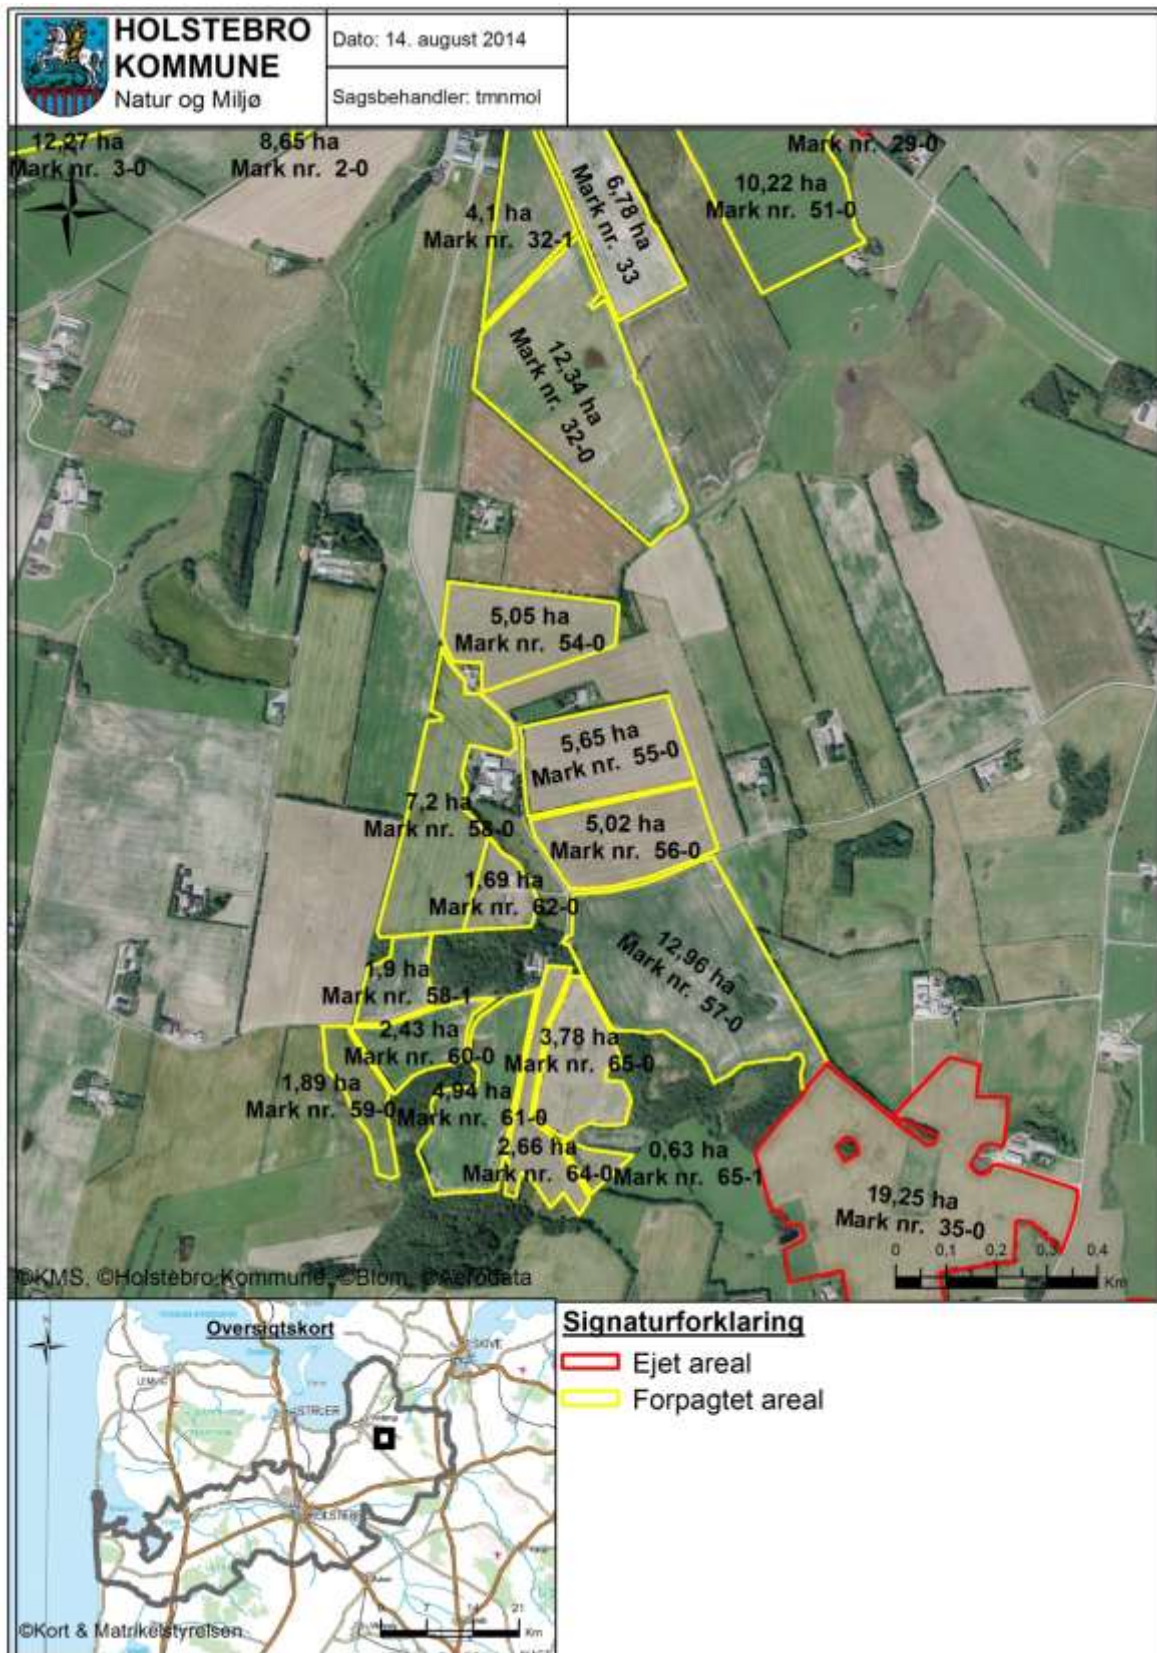 HOLSTEBRO
KOMMUNE
Natur og Miljø
Dato: 14. august 2014
Sagsbehandler: tmnmol
12,27 ha
Mark nr. 3-0
8,65 ha
Mark nr. 2-0
4,1 ha
Mark nr. 32-1
6,78 ha
Mark nr. 33
Mark nr. 29-0
10,22 ha
Mark nr. 51-0
12,34 ha
Mark nr. 32-0
5,05 ha
Mark nr. 54-0
5,65 ha
Mark nr. 55-0
7,2 ha
Mark nr. 58-0
5,02 ha
Mark nr. 56-0
1,69 ha
Mark nr. 62-0
12,96 ha
Mark nr. 57-0
1,9 ha
Mark nr. 58-1
2,43 ha
Mark nr. 60-0
3,78 ha
Mark nr. 65-0
1,89 ha
Mark nr. 59-0
4,94 ha
Mark nr. 61-0
2,66 ha
Mark nr. 64-0
0,63 ha
Mark nr. 65-1
19,25 ha
Mark nr. 35-0
0 0,1 0,2 0,3 0,4
Km
©KMS, ©Holstebro Kommune, ©Blom, ©Aerodata
Oversigtskort
N
LEMVIG
STRUER
SKIVE
HOLSTEBRO
0 7 14 21
Km
©Kort & Matrikelstyrelsen
Signaturforklaring
Ejet areal
Forpagtet areal